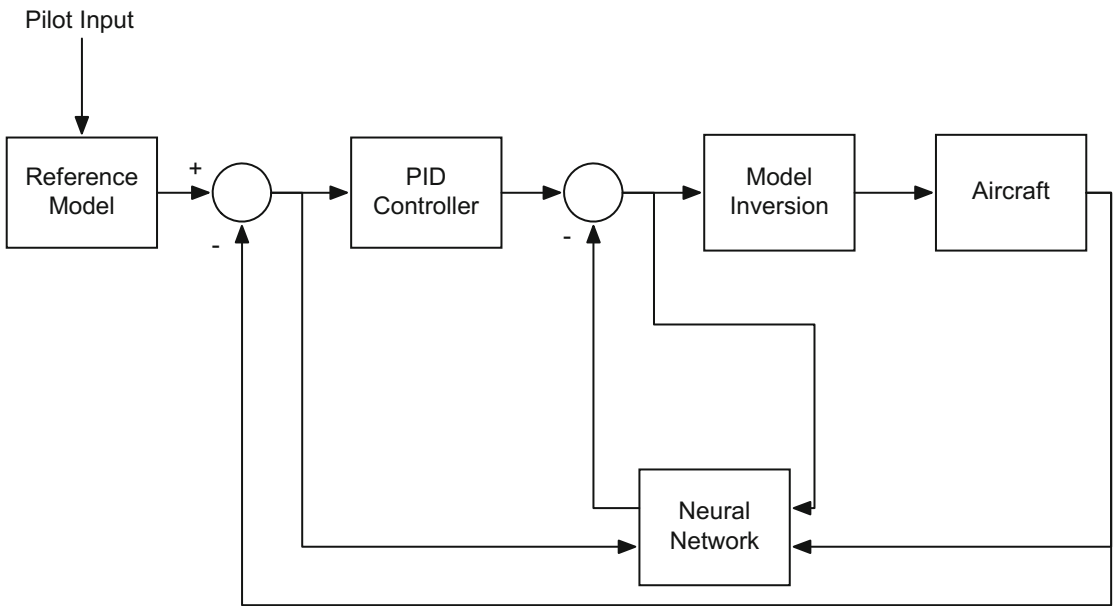 Pilot Input
Reference
Model
+
-
PID
Controller
-
Model
Inversion
Aircraft
Neural
Network